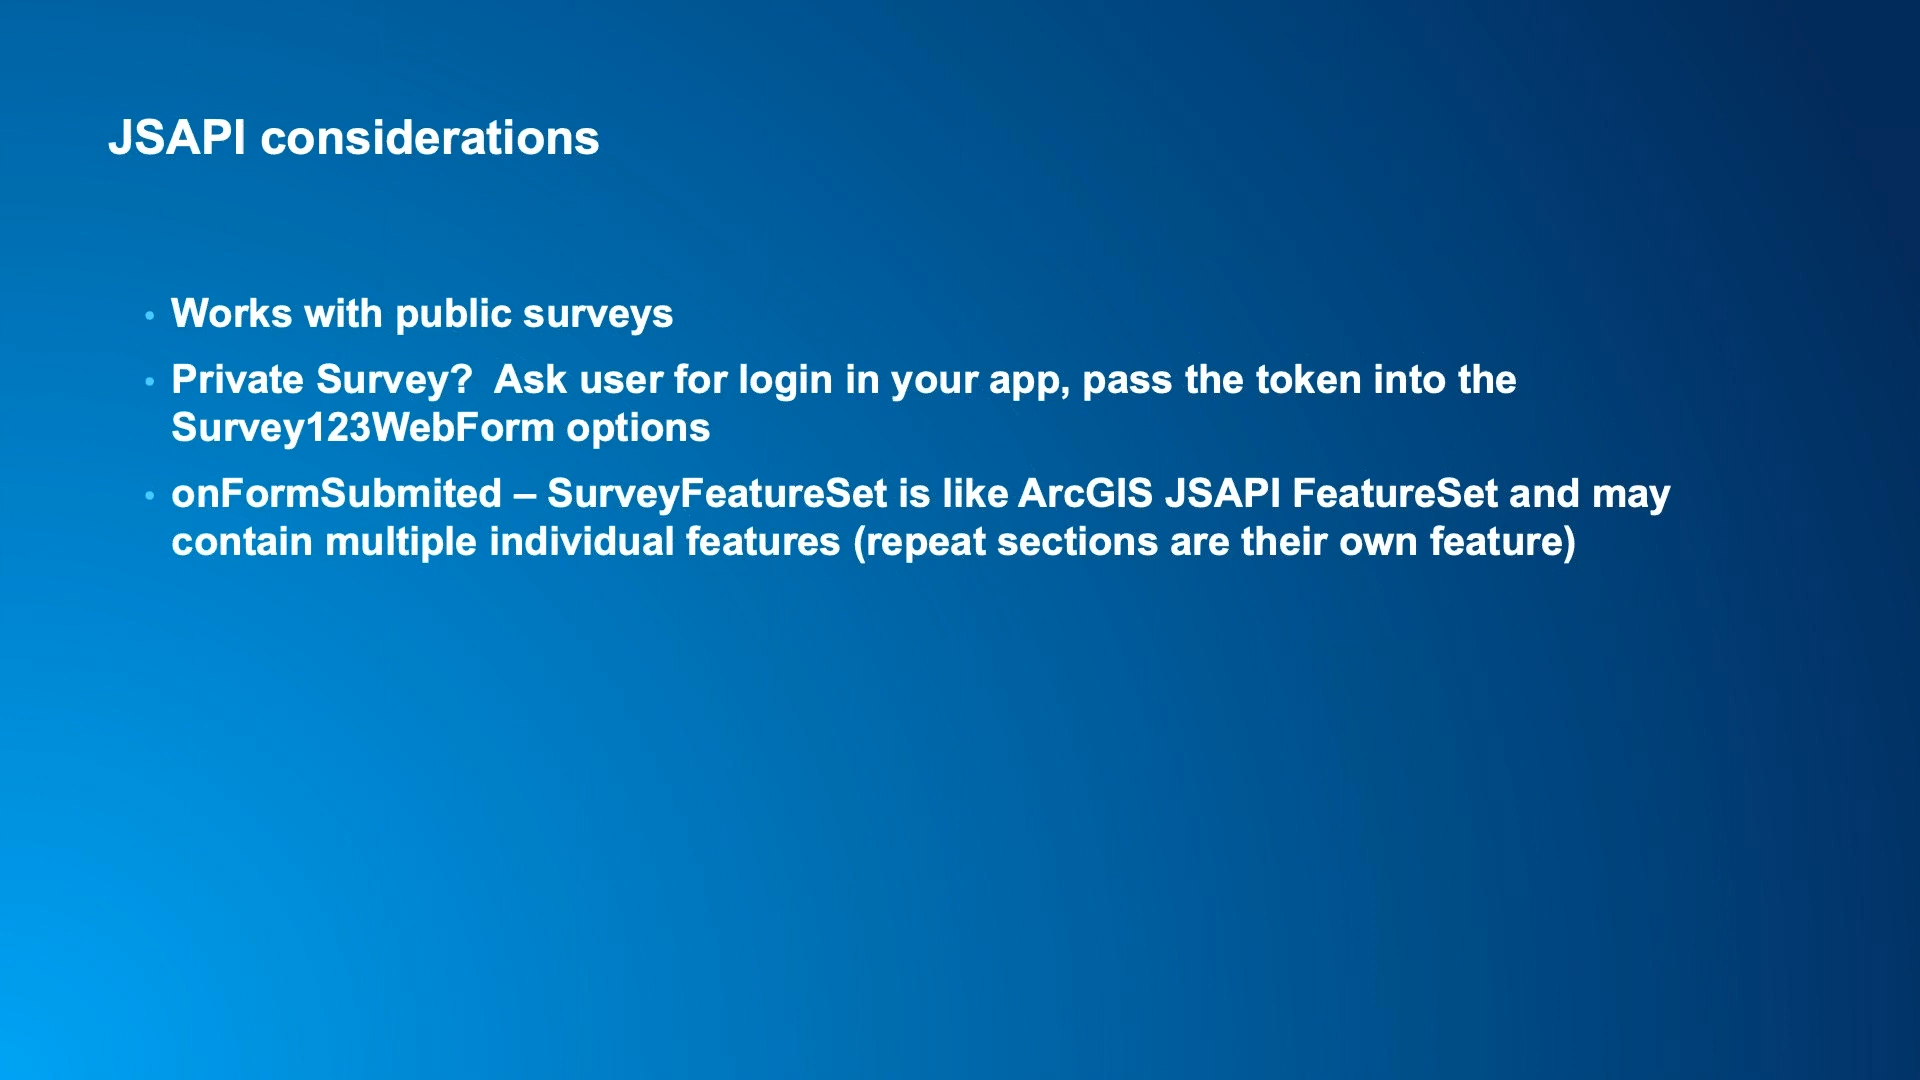 JSAPI considerations
• Works with public surveys
• Private Survey?  Ask user for login in your app, pass the token into the
Survey123WebForm options
• onFormSubmited – SurveyFeatureSet is like ArcGIS JSAPI FeatureSet and may
contain multiple individual features (repeat sections are their own feature)